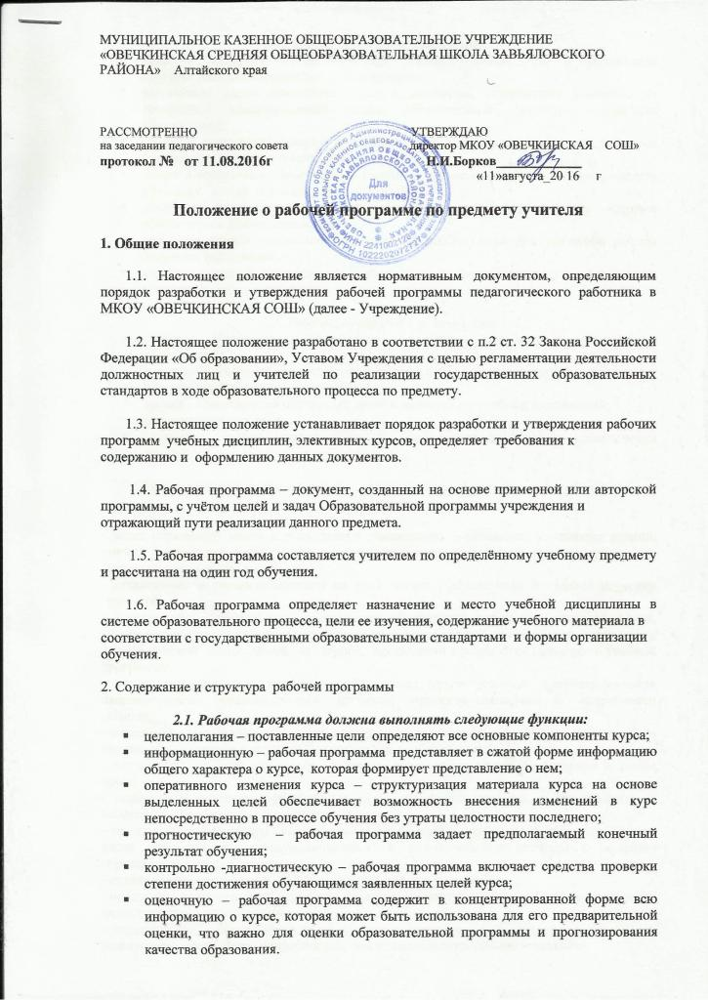 МУНИЦИПАЛЬНОЕ КАЗЕННОЕ ОБЩЕОБРАЗОВАТЕЛЬНОЕ УЧРЕЖДЕНИЕ
«ОВЕЧКИНСКАЯ СРЕДНЯЯ ОБЩЕОБРАЗОВАТЕЛЬНАЯ ШКОЛА ЗАВЬЯЛОВСКОГО
РАЙОНА» Алтайского края
РАССМОТРЕННО УТВЕРЖДАЮ
на заседании педагогического совета директор МКОУ «ОВЕЧКИНСКАЯ СОШ»
протокол № от 11.08.2016г Н.И.Борков
«11»августа_20 16 г
Для
документов
Положение о рабочей программе по предмету учителя
1. Общие положения
1.1. Настоящее положение является нормативным документом, определяющим
порядок разработки и утверждения рабочей программы педагогического работника в
МКОУ «ОВЕЧКИНСКАЯ СОШ» (далее - Учреждение).
1.2. Настоящее положение разработано в соответствии с п.2 ст. 32 Закона Российской
Федерации «Об образовании», Уставом Учреждения с целью регламентации деятельности
должностных лиц и учителей по реализации государственных образовательных
стандартов в ходе образовательного процесса по предмету.
1.3. Настоящее положение устанавливает порядок разработки и утверждения рабочих
программ учебных дисциплин, элективных курсов, определяет требования к
содержанию и оформлению данных документов.
1.4. Рабочая программа – документ, созданный на основе примерной или авторской
программы, с учётом целей и задач Образовательной программы учреждения и
отражающий пути реализации данного предмета.
1.5. Рабочая программа составляется учителем по определённому учебному предмету
и рассчитана на один год обучения.
1.6. Рабочая программа определяет назначение и место учебной дисциплины в
системе образовательного процесса, цели ее изучения, содержание учебного материала в
соответствии с государственными образовательными стандартами и формы организации
обучения.
2. Содержание и структура рабочей программы
2.1. Рабочая программа должна выполнять следующие функции:
▪ целеполагания – поставленные цели определяют все основные компоненты курса;
▪ информационную – рабочая программа представляет в сжатой форме информацию
общего характера о курсе, которая формирует представление о нем;
▪ оперативного изменения курса – структуризация материала курса на основе
выделенных целей обеспечивает возможность внесения изменений в курс
непосредственно в процессе обучения без утраты целостности последнего;
▪ прогностическую – рабочая программа задает предполагаемый конечный
результат обучения;
▪ контрольно -диагностическую – рабочая программа включает средства проверки
степени достижения обучающимся заявленных целей курса;
▪ оценочную – рабочая программа содержит в концентрированной форме всю
информацию о курсе, которая может быть использована для его предварительной
оценки, что важно для оценки образовательной программы и прогнозирования
качества образования.